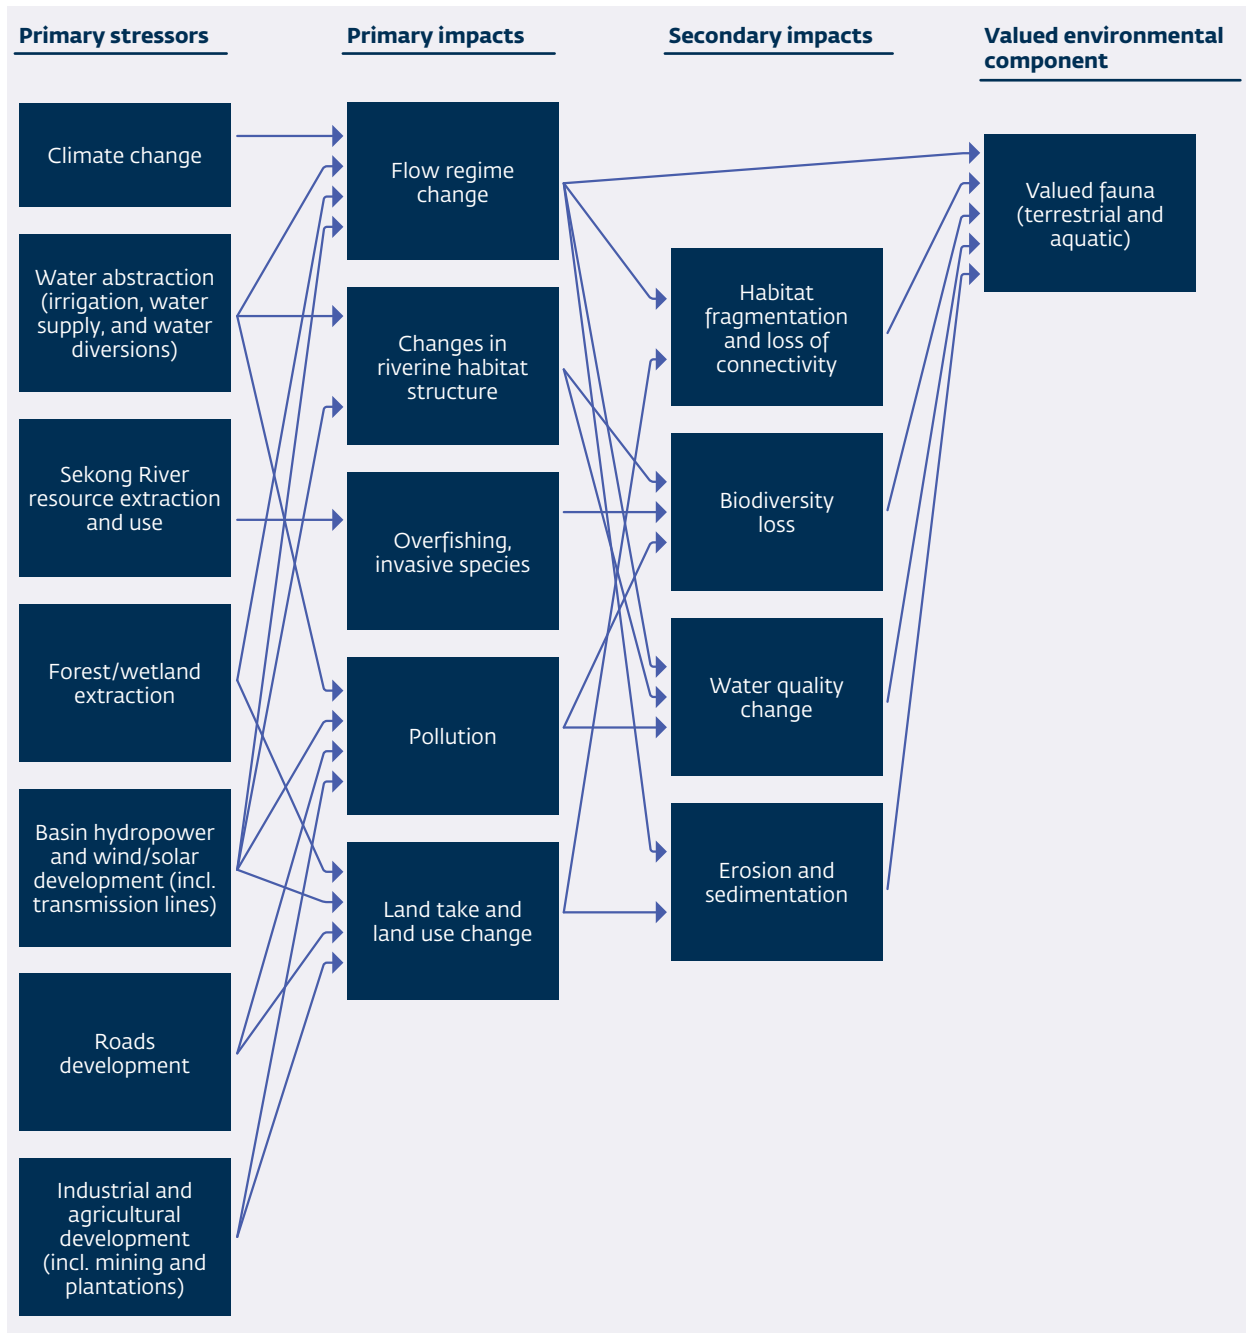 Primary stressors
Primary impacts
Secondary impacts
Valued environmental
component
Climate change
Water abstraction
(irrigation, water
supply, and water
diversions)
Sekong River
resource extraction
and use
Forest/wetland
extraction
Basin hydropower
and wind/solar
development (incl.
transmission lines)
Roads
development
Industrial and
agricultural
development
(incl. mining and
plantations)
Flow regime
change
Changes in
riverine habitat
structure
Overfishing,
invasive species
Pollution
Land take and
land use change
Habitat
fragmentation
and loss of
connectivity
Biodiversity
loss
Water quality
change
Erosion and
sedimentation
Valued fauna
(terrestrial and
aquatic)